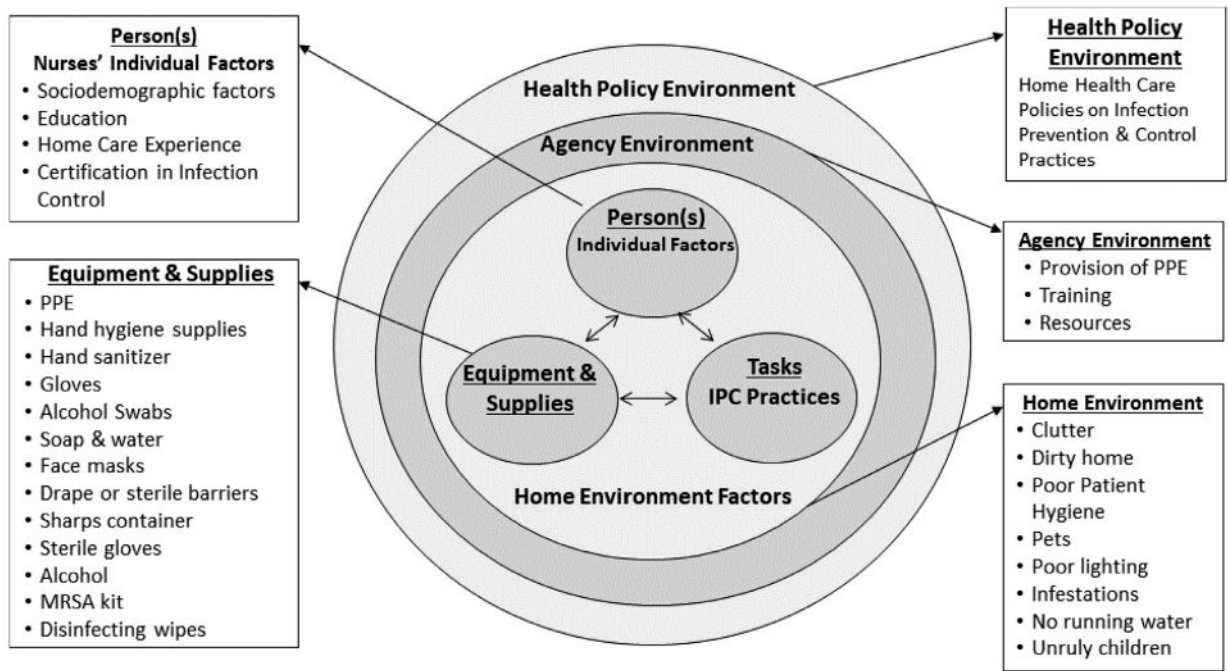 Person(s)
Nurses’ Individual Factors
• Sociodemographic factors
• Education
• Home Care Experience
• Certification in Infection
Control
Equipment & Supplies
• PPE
• Hand hygiene supplies
• Hand sanitizer
• Gloves
• Alcohol Swabs
• Soap & water
• Face masks
• Drape or sterile barriers
• Sharps container
• Sterile gloves
• Alcohol
• MRSA kit
• Disinfecting wipes
Health Policy Environment
Agency Environment
Person(s)
Individual Factors
Equipment &
Supplies
Tasks
IPC Practices
Home Environment Factors
Health Policy
Environment
Home Health Care
Policies on Infection
Prevention & Control
Practices
Agency Environment
• Provision of PPE
• Training
• Resources
Home Environment
• Clutter
• Dirty home
• Poor Patient
Hygiene
• Pets
• Poor lighting
• Infestations
• No running water
• Unruly children